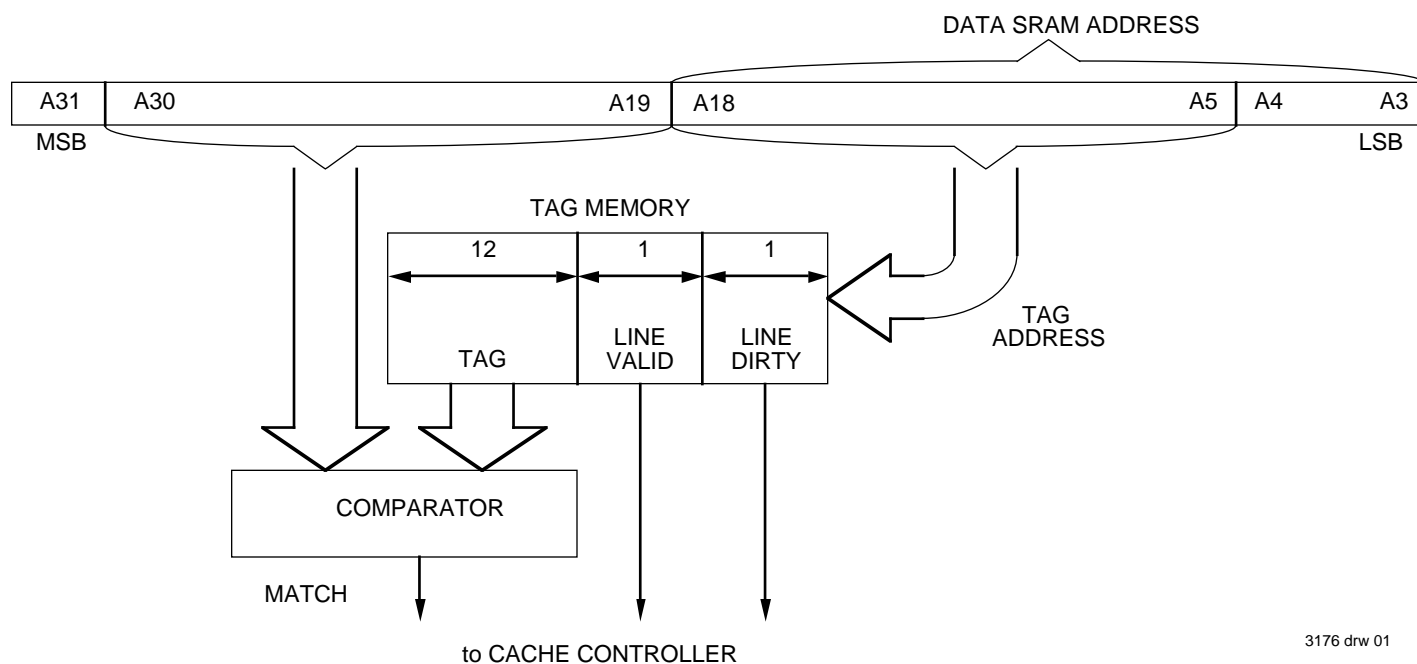 DATA SRAM ADDRESS
A31 A30 A19 A18 A5 A4 A3
MSB LSB
TAG MEMORY
12 1 1
TAG
LINE
VALID
LINE
DIRTY
TAG
ADDRESS
COMPARATOR
MATCH
to CACHE CONTROLLER
3176 drw 01